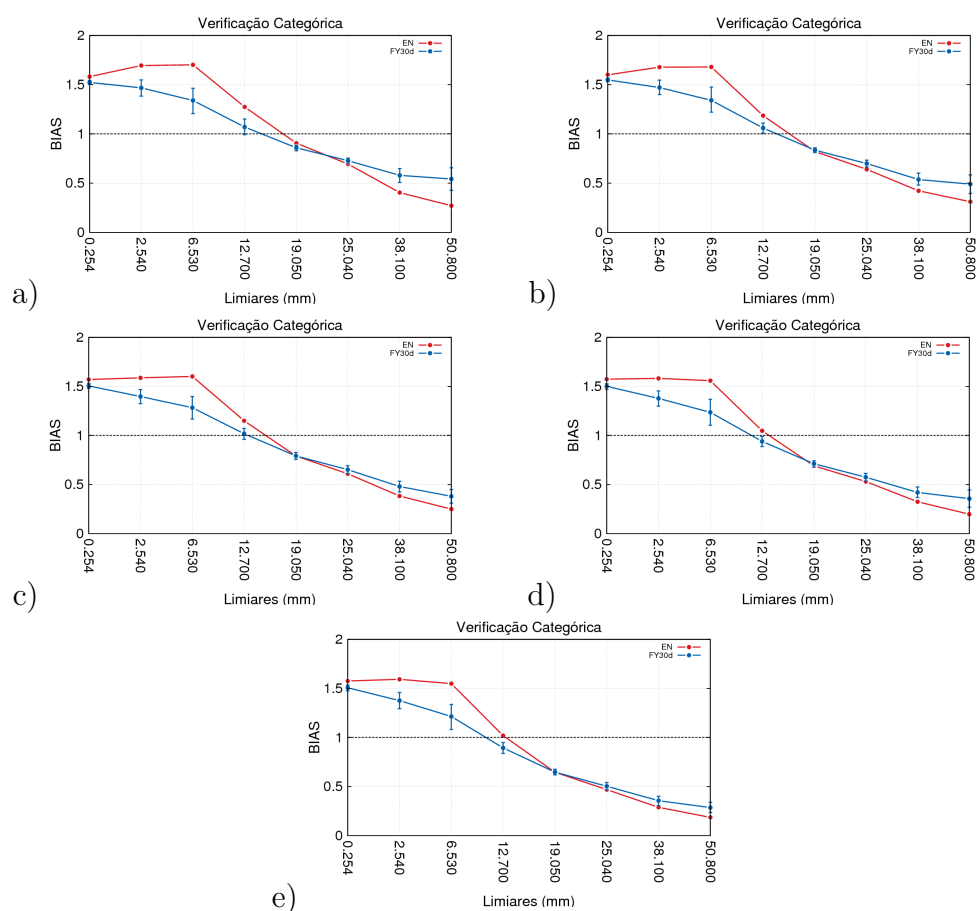 Verificação Categórica
EN
FY30d
2
1.5
1
0.5
0
BIAS
0.254
2.540
6.530
12.700
19.050
25.040
38.100
50.800
Limiares (mm)
a)
Verificação Categórica
EN
FY30d
2
1.5
1
0.5
0
BIAS
0.254
2.540
6.530
12.700
19.050
25.040
38.100
50.800
Limiares (mm)
b)
Verificação Categórica
EN
FY30d
2
1.5
1
0.5
0
BIAS
0.254
2.540
6.530
12.700
19.050
25.040
38.100
50.800
Limiares (mm)
c)
Verificação Categórica
EN
FY30d
2
1.5
1
0.5
0
BIAS
0.254
2.540
6.530
12.700
19.050
25.040
38.100
50.800
Limiares (mm)
d)
Verificação Categórica
EN
FY30d
2
1.5
1
0.5
0
BIAS
0.254
2.540
6.530
12.700
19.050
25.040
38.100
50.800
Limiares (mm)
e)